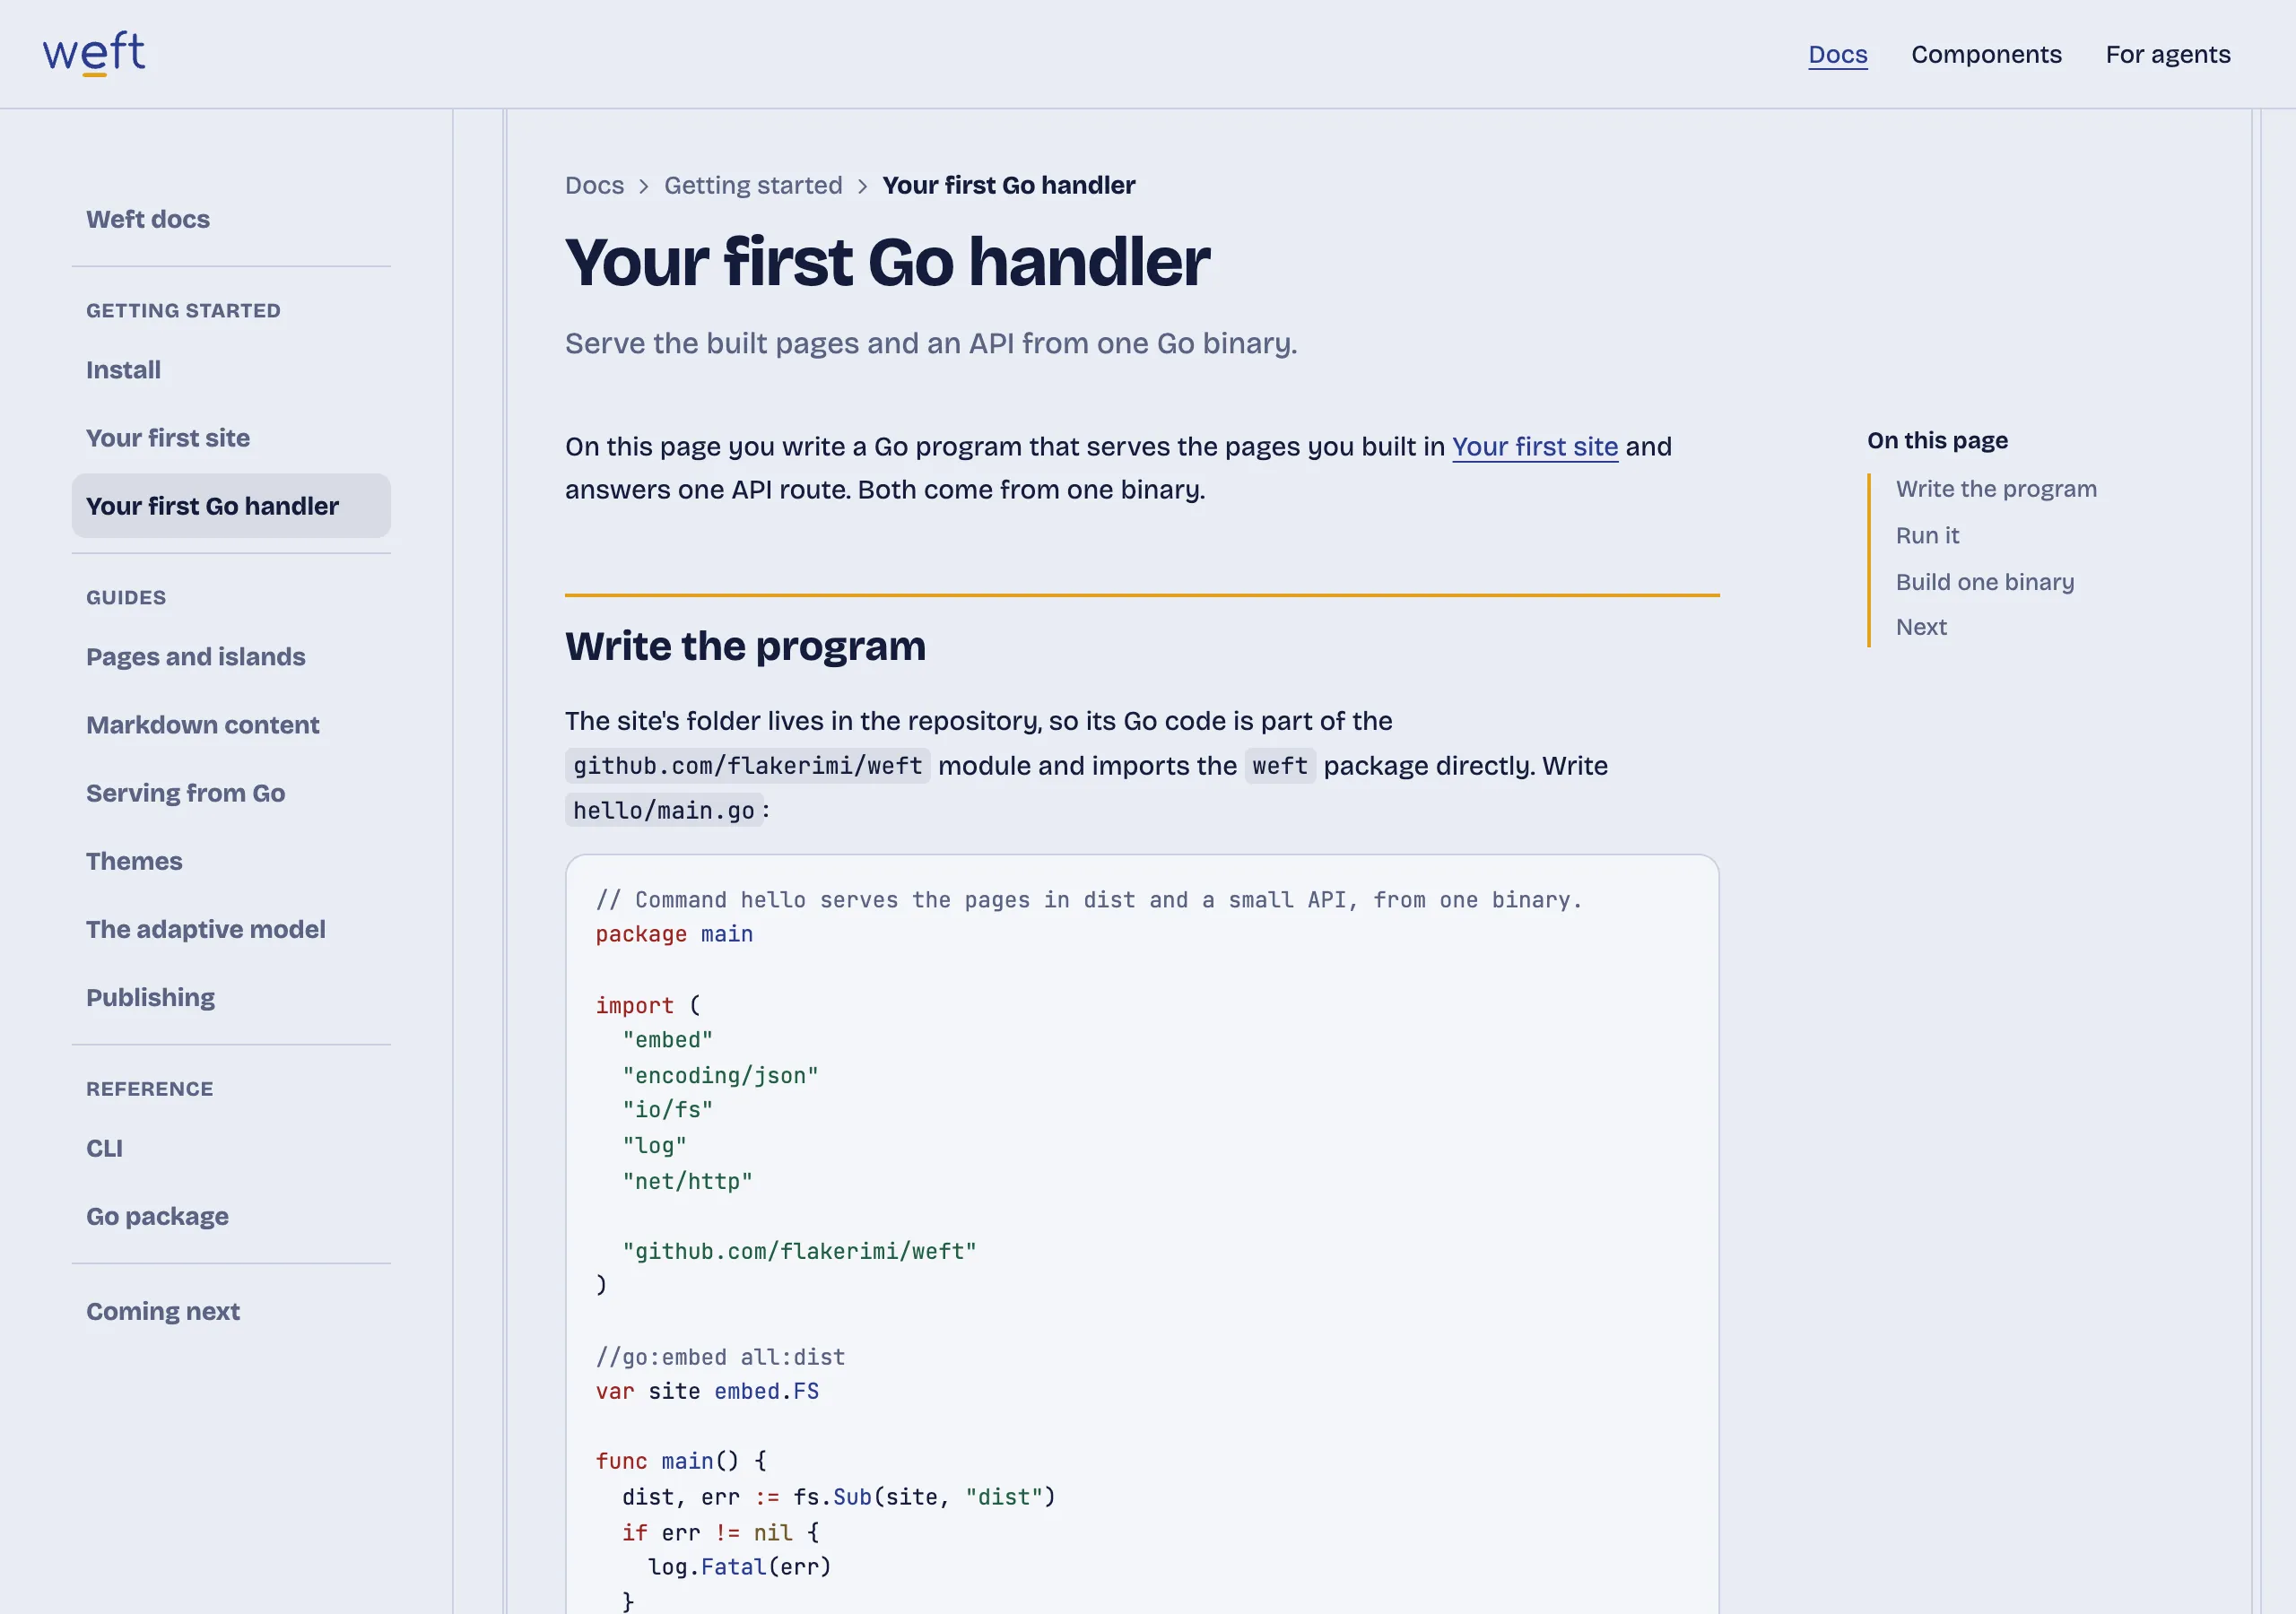 weft
Docs
Components
For agents
Weft docs
GETTING STARTED
Install
Your first site
Your first Go handler
GUIDES
Pages and islands
Markdown content
Serving from Go
Themes
The adaptive model
Publishing
REFERENCE
CLI
Go package
Coming next
Docs > Getting started > Your first Go handler
Your first Go handler
Serve the built pages and an API from one Go binary.
On this page you write a Go program that serves the pages you built in Your first site and
answers one API route. Both come from one binary.
Write the program
The site's folder lives in the repository, so its Go code is part of the
github.com/flakerimi/weft module and imports the weft package directly. Write
hello/main.go:
// Command hello serves the pages in dist and a small API, from one binary.
package main
import (
"embed"
"encoding/json"
"io/fs"
"log"
"net/http"
"github.com/flakerimi/weft"
)
//go:embed all:dist
var site embed.FS
func main() {
dist, err := fs.Sub(site, "dist")
if err != nil {
log.Fatal(err)
}
On this page
Write the program
Run it
Build one binary
Next